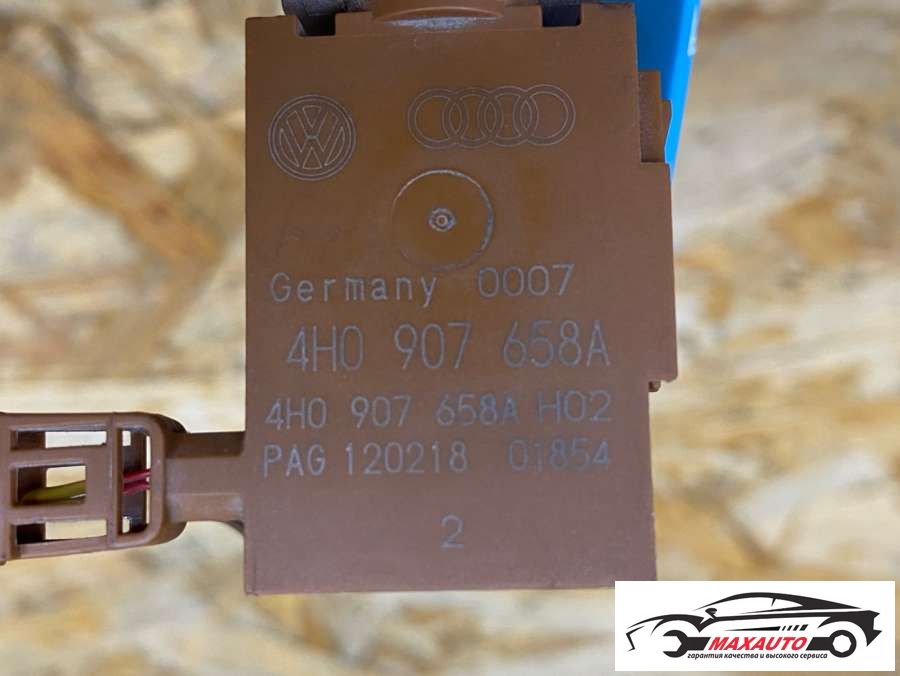 Germany 0007
4H0 907 658A
4H0 907 658A H02
PAG 120218 01854
2
MAXAUTO
гарантия качества и высокого сервиса